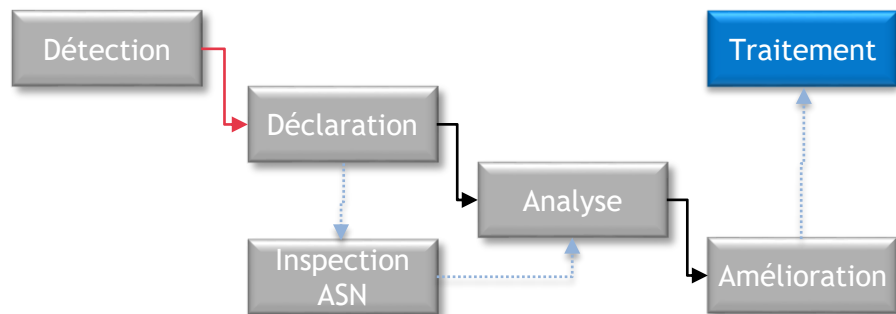 Détection
Traitement
Déclaration
Analyse
Inspection
ASN
Amélioration